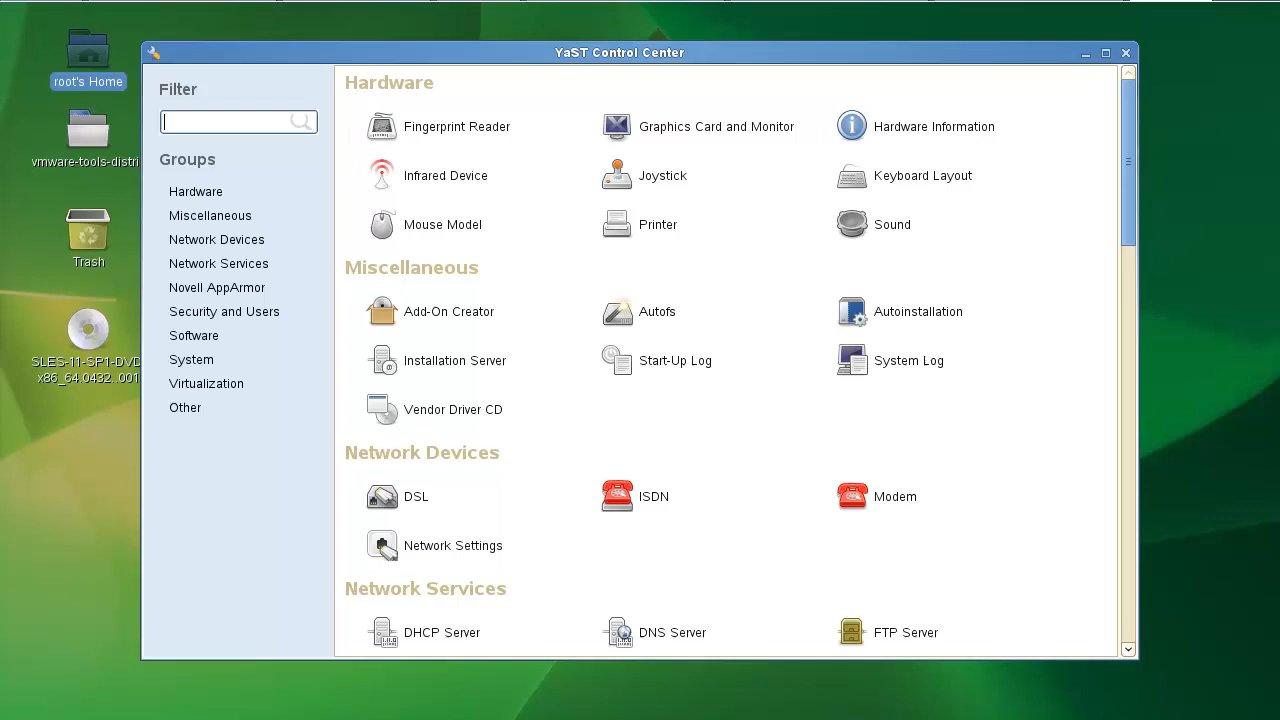 YaST Control Center
root's Home
vmware-tools-distri
Trash
SLES-11-SP1-DVD
x86_64.0432..001
Filter
Groups
Hardware
Miscellaneous
Network Devices
Network Services
Novell AppArmor
Security and Users
Software
System
Virtualization
Other
Hardware
Fingerprint Reader
Graphics Card and Monitor
Hardware Information
Infrared Device
Joystick
Keyboard Layout
Mouse Model
Printer
Sound
Miscellaneous
Add-On Creator
Autofs
Autoinstallation
Installation Server
Start-Up Log
System Log
Vendor Driver CD
Network Devices
DSL
ISDN
Modem
Network Settings
Network Services
DHCP Server
DNS Server
FTP Server